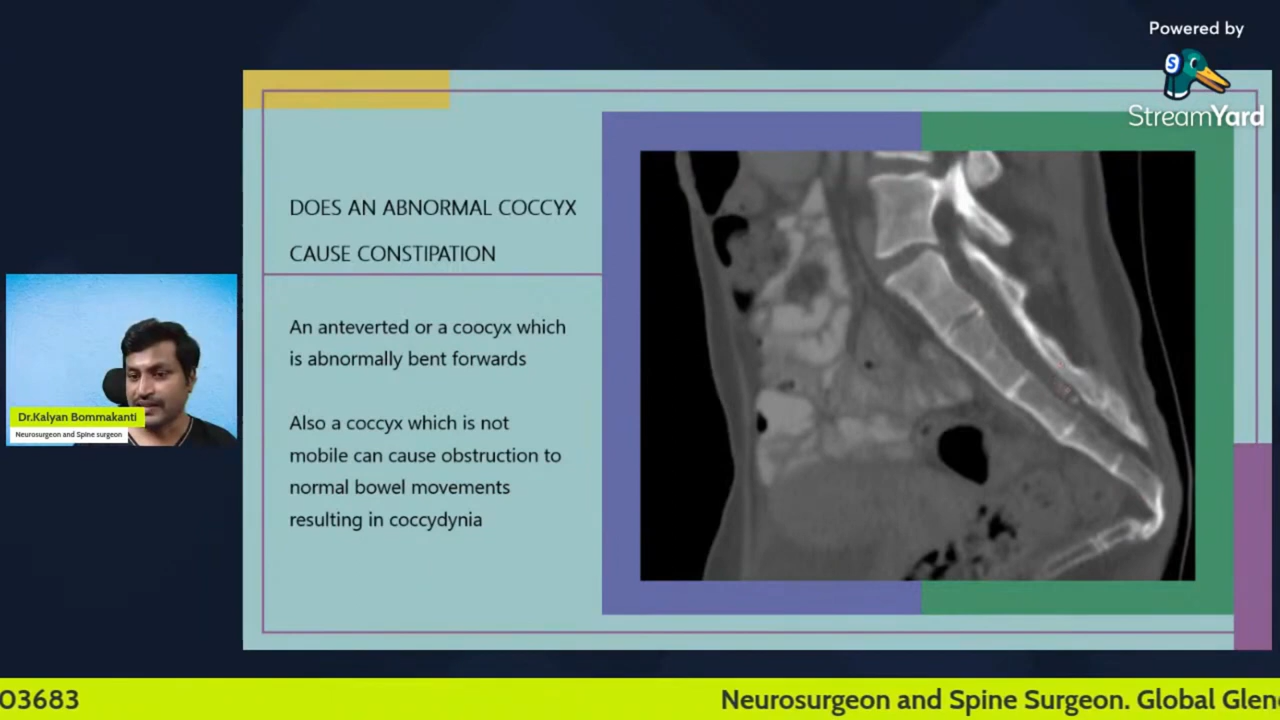 Powered by
S
StreamYard
DOES AN ABNORMAL COCCYX
CAUSE CONSTIPATION
An anteverted or a coocyx which
is abnormally bent forwards
Also a coccyx which is not
mobile can cause obstruction to
normal bowel movements
resulting in coccydynia
Dr.Kalyan Bommakanti
Neurosurgeon and Spine surgeon
03683
Neurosurgeon and Spine Surgeon. Global Glen